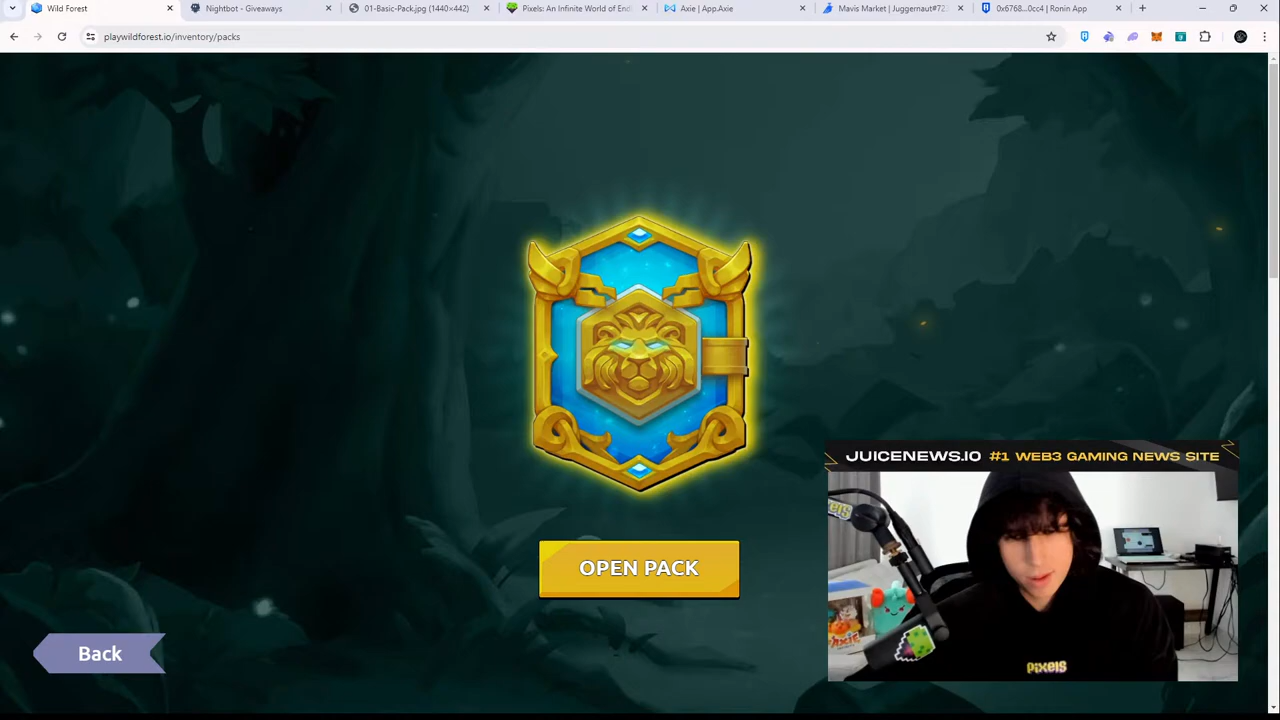 Wild Forest
Nightbot - Giveaways
01-Basic-Pack.jpg (1440×442)
Pixels: An Infinite World of End
Axie | App.Axie
Mavis Market | Juggernaut#72
0x6768...0cc4 | Ronin App
playwildforest.io/inventory/packs
OPEN PACK
JUICENEWS.IO #1 WEB3 GAMING NEWS SITE
pixels
AXIE
pixels
Back